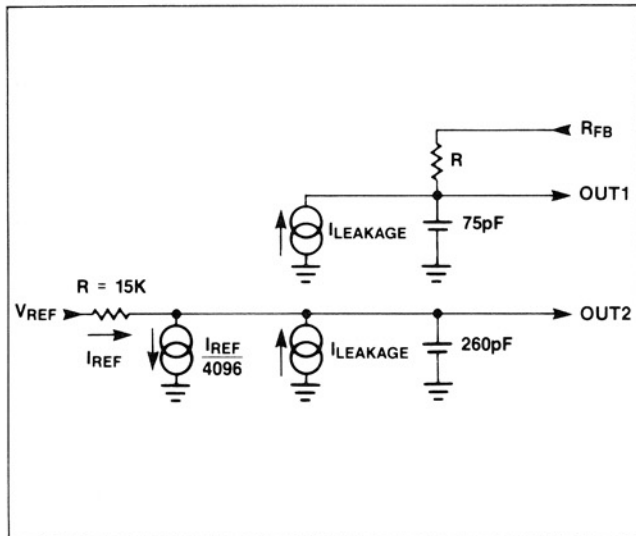 R_FB
R
OUT1
I_LEAKAGE
75pF
R = 15K
V_REF
OUT2
I_REF
I_REF
4096
I_LEAKAGE
260pF